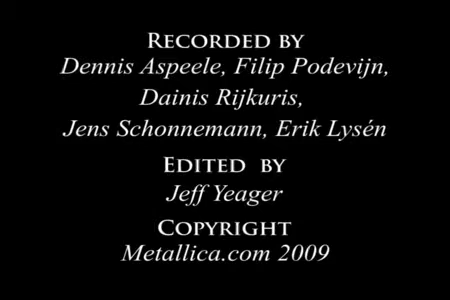 Recorded by
Dennis Aspeele, Filip Podevijn,
Dainis Rijkuris,
Jens Schonnemann, Erik Lysén
Edited by
Jeff Yeager
Copyright
Metallica.com 2009